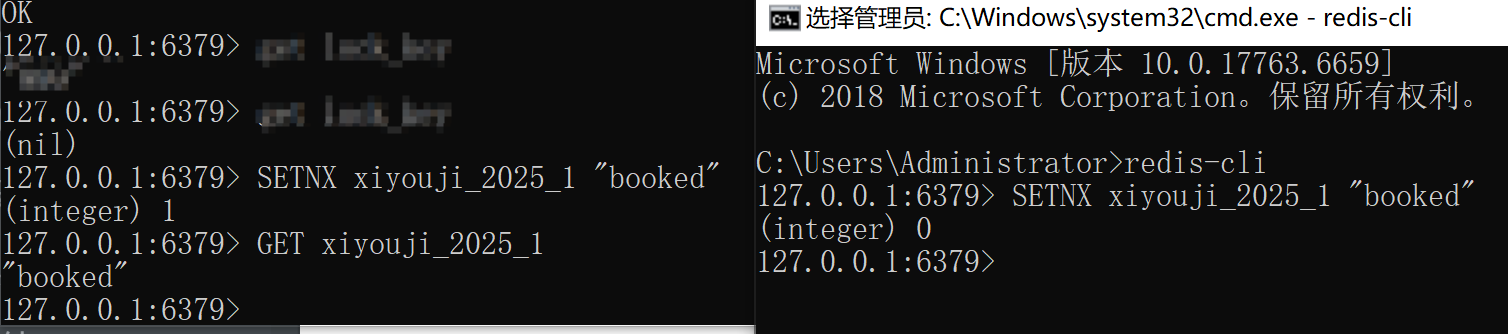 OK
127.0.0.1:6379>
127.0.0.1:6379>
(nil)
127.0.0.1:6379> SETNX xiyouji_2025_1 "booked"
(integer) 1
127.0.0.1:6379> GET xiyouji_2025_1
"booked"
127.0.0.1:6379>
选择管理员: C:\Windows\system32\cmd.exe - redis-cli
Microsoft Windows [版本 10.0.17763.6659]
(c) 2018 Microsoft Corporation。保留所有权利。
C:\Users\Administrator>redis-cli
127.0.0.1:6379> SETNX xiyouji_2025_1 "booked"
(integer) 0
127.0.0.1:6379>